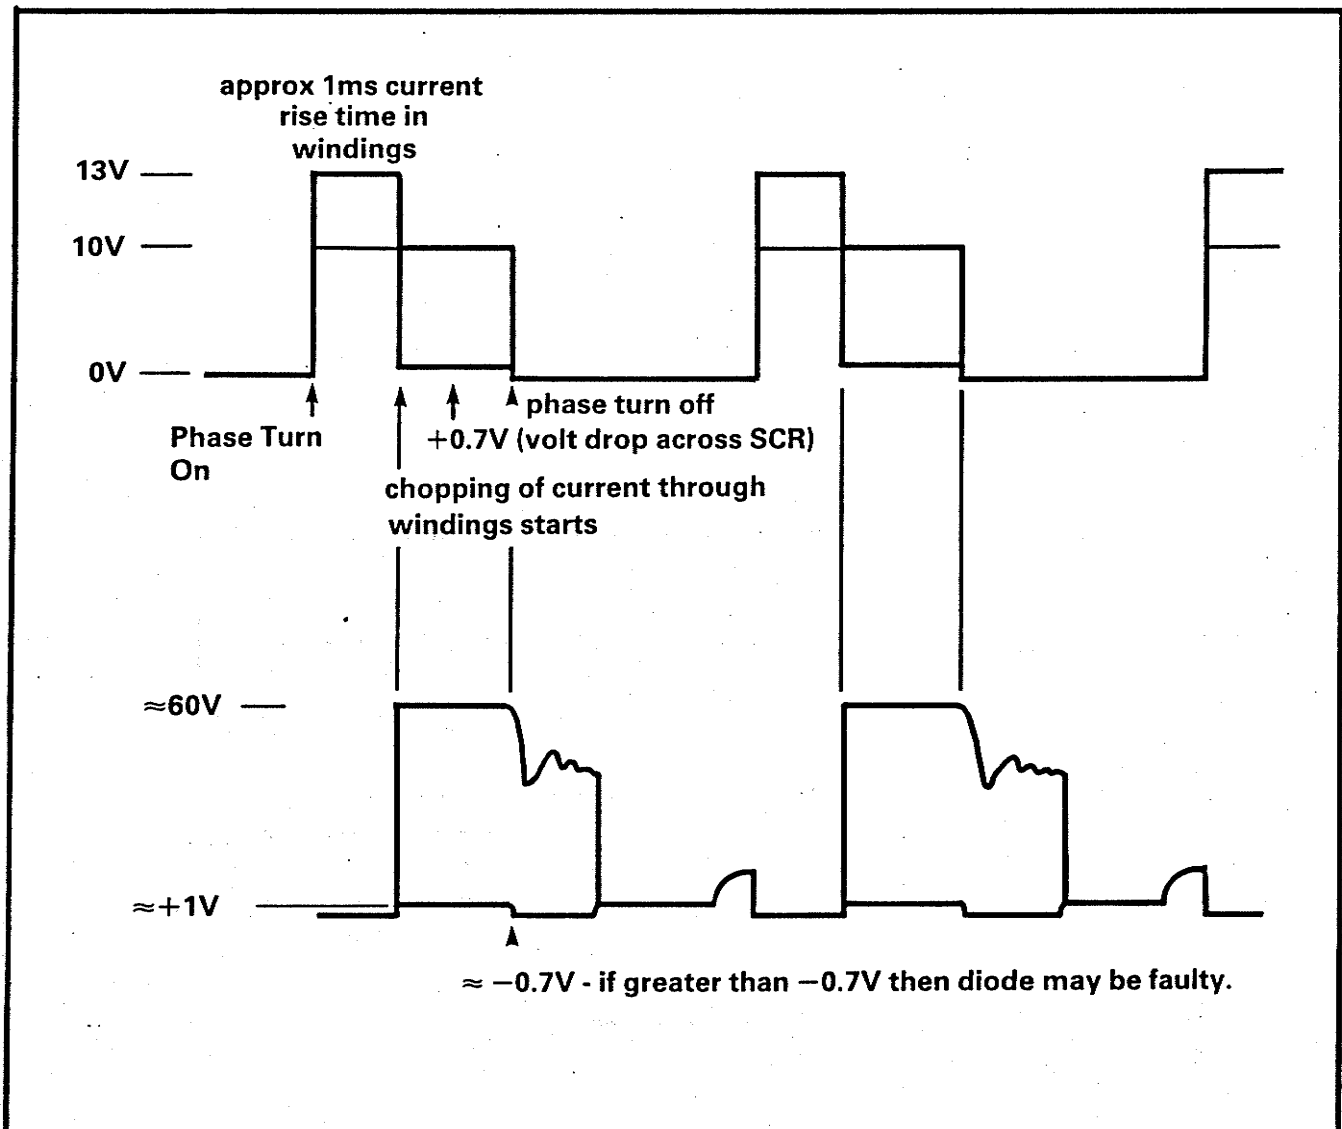 approx 1ms current
rise time in
windings
13V
10V
0V
Phase Turn
On
phase turn off
+0.7V (volt drop across SCR)
chopping of current through
windings starts
≈60V
≈+1V
≈ −0.7V - if greater than −0.7V then diode may be faulty.